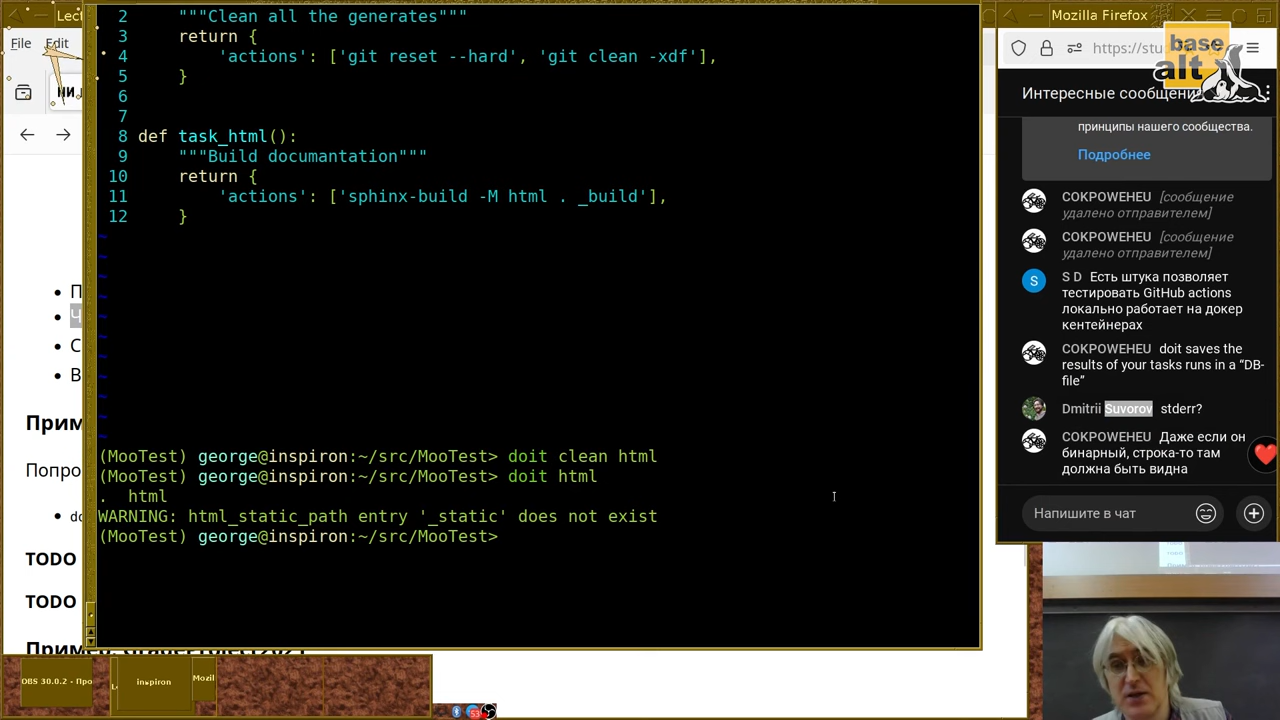 Lect
File Edit
ни.
П
Ч
С
В
Прим
Попро
do
TODO
TODO
2 """Clean all the generates"""
3 return {
4 'actions': ['git reset --hard', 'git clean -xdf'],
5 }
6
7
8 def task_html():
9 """Build documantation"""
10 return {
11 'actions': ['sphinx-build -M html . _build'],
12 }
~
~
~
~
~
~
~
~
~
~
~
(MooTest) george@inspiron:~/src/MooTest> doit clean html
(MooTest) george@inspiron:~/src/MooTest> doit html
. html
WARNING: html_static_path entry '_static' does not exist
(MooTest) george@inspiron:~/src/MooTest>
OBS 30.0.2 - Про
inspiron
Mozil
53
Mozilla Firefox
https://stu
base
alt
Интересные сообщени
принципы нашего сообщества.
Подробнее
COKPOWEHEU [сообщение
удалено отправителем]
COKPOWEHEU [сообщение
удалено отправителем]
S
S D Есть штука позволяет
тестировать GitHub actions
локально работает на докер
кентейнерах
COKPOWEHEU doit saves the
results of your tasks runs in a “DB-
file”
Dmitrii Suvorov stderr?
COKPOWEHEU Даже если он
бинарный, строка-то там
должна быть видна
Напишите в чат